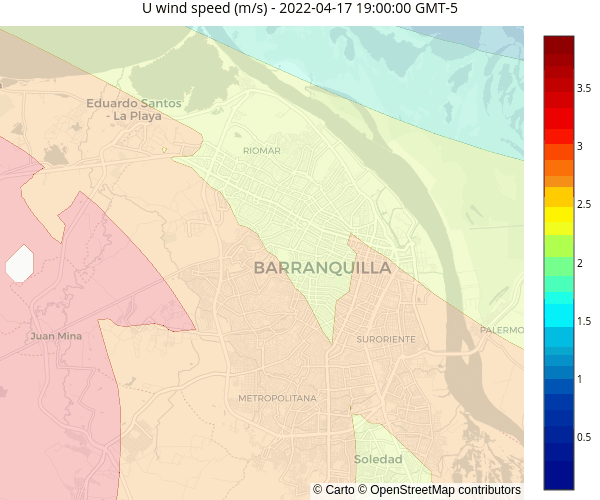 U wind speed (m/s) - 2022-04-17 19:00:00 GMT-5
Eduardo Santos
- La Playa
RIOMAR
BARRANQUILLA
Juan Mina
SURORIENTE
PALERMO
METROPOLITANA
Soledad
© Carto © OpenStreetMap contributors
3.5
3
2.5
2
1.5
1
0.5